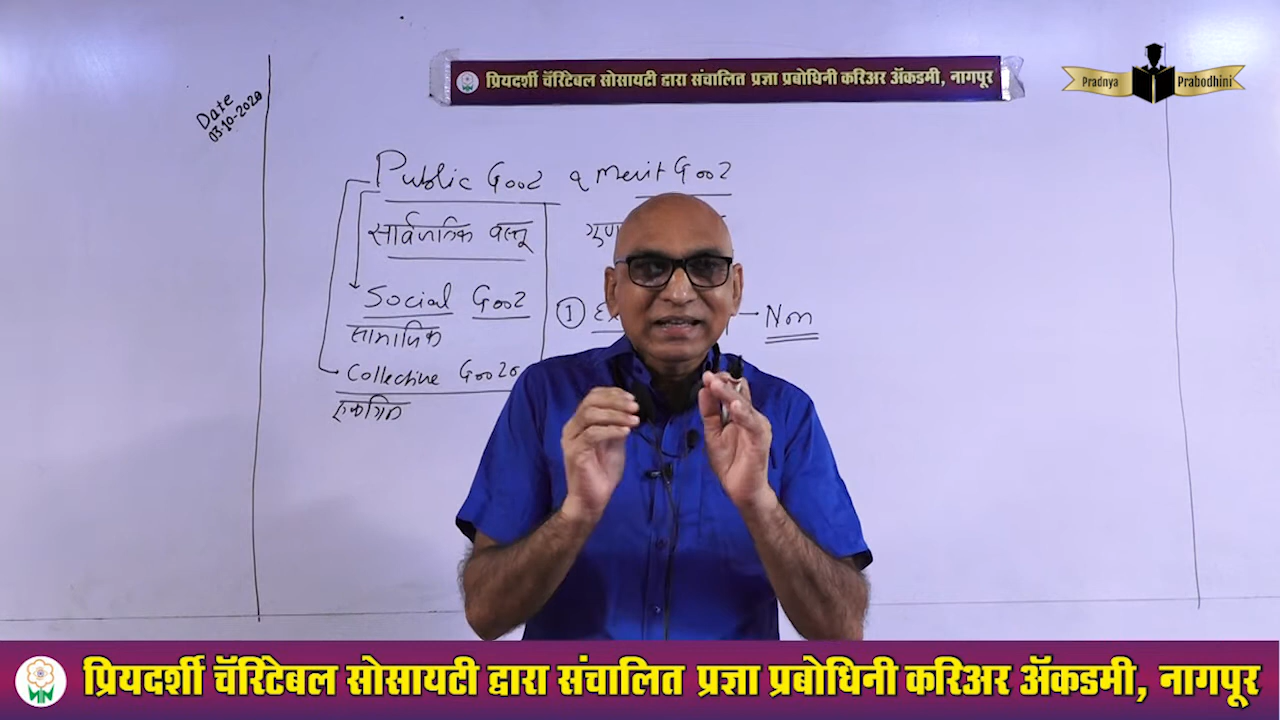 प्रियदर्शी चॅरिटेबल सोसायटी द्वारा संचालित प्रज्ञा प्रबोधिनी करिअर ॲकडमी, नागपूर
Pradnya Prabodhini
Date
03-10-2020
Public Good & merit Good
सार्वजनिक वस्तू
गुण
Social Good
① Non
सामाजिक
Collective Goods
एकत्रित
प्रियदर्शी चॅरिटेबल सोसायटी द्वारा संचालित प्रज्ञा प्रबोधिनी करिअर ॲकडमी, नागपूर